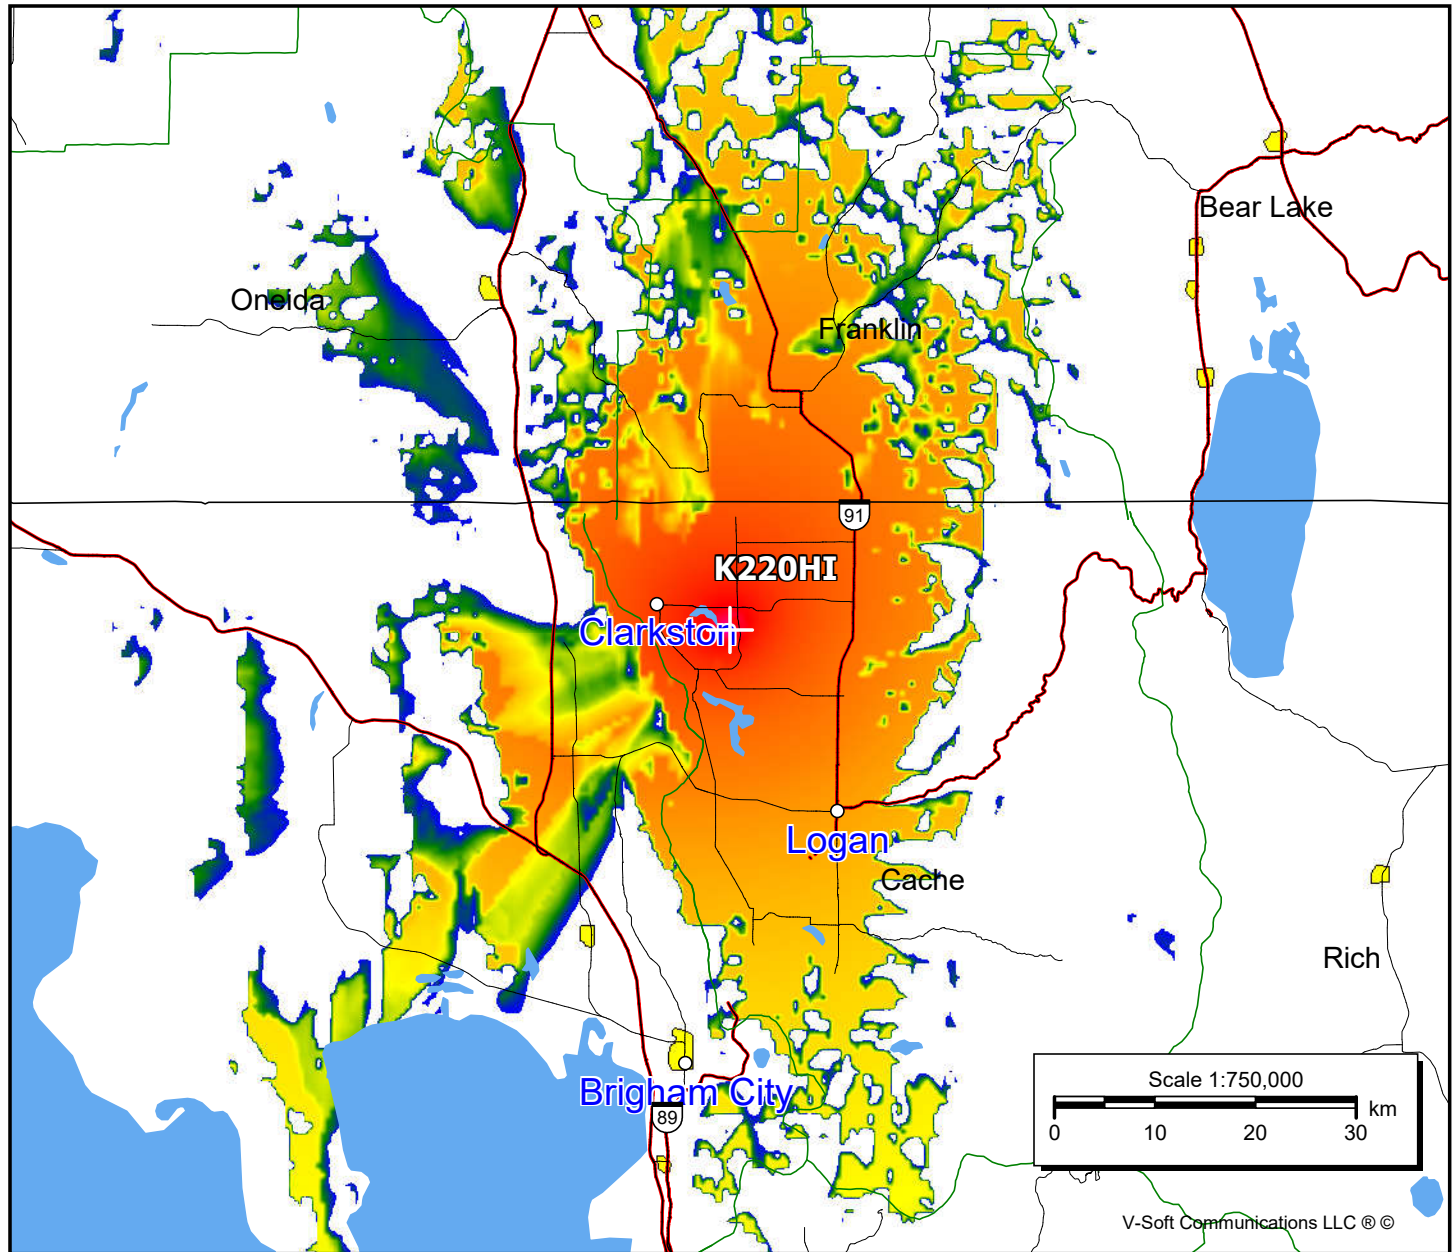 Bear Lake
Oneida
Franklin
91
K220HI
Clarkston
Logan
Cache
Rich
Brigham City
89
Scale 1:750,000
km
0 10 20 30
V-Soft Communications LLC ® ©